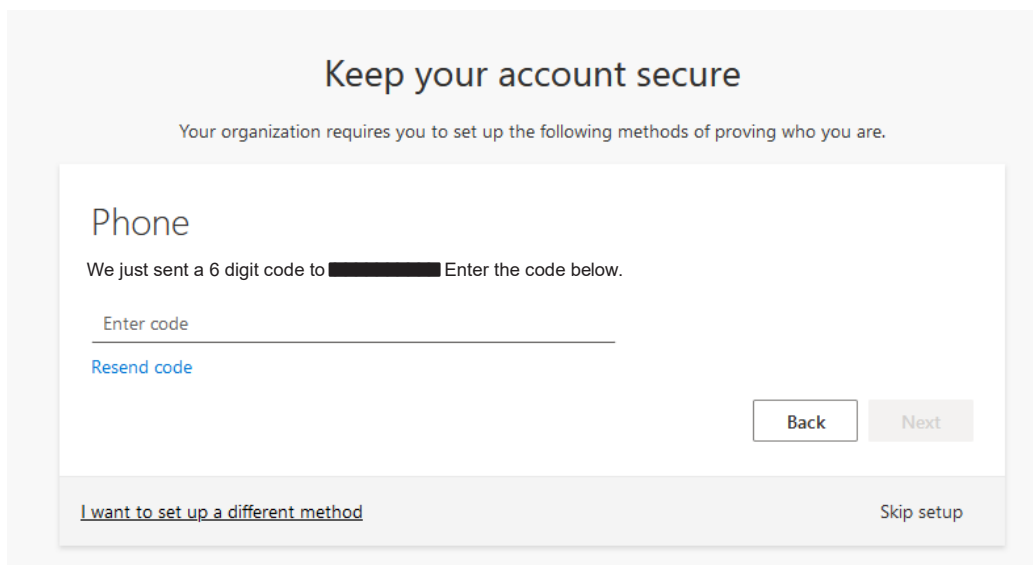 Keep your account secure
Your organization requires you to set up the following methods of proving who you are.
Phone
We just sent a 6 digit code to Enter the code below.
Enter code
Resend code
Back Next
I want to set up a different method Skip setup